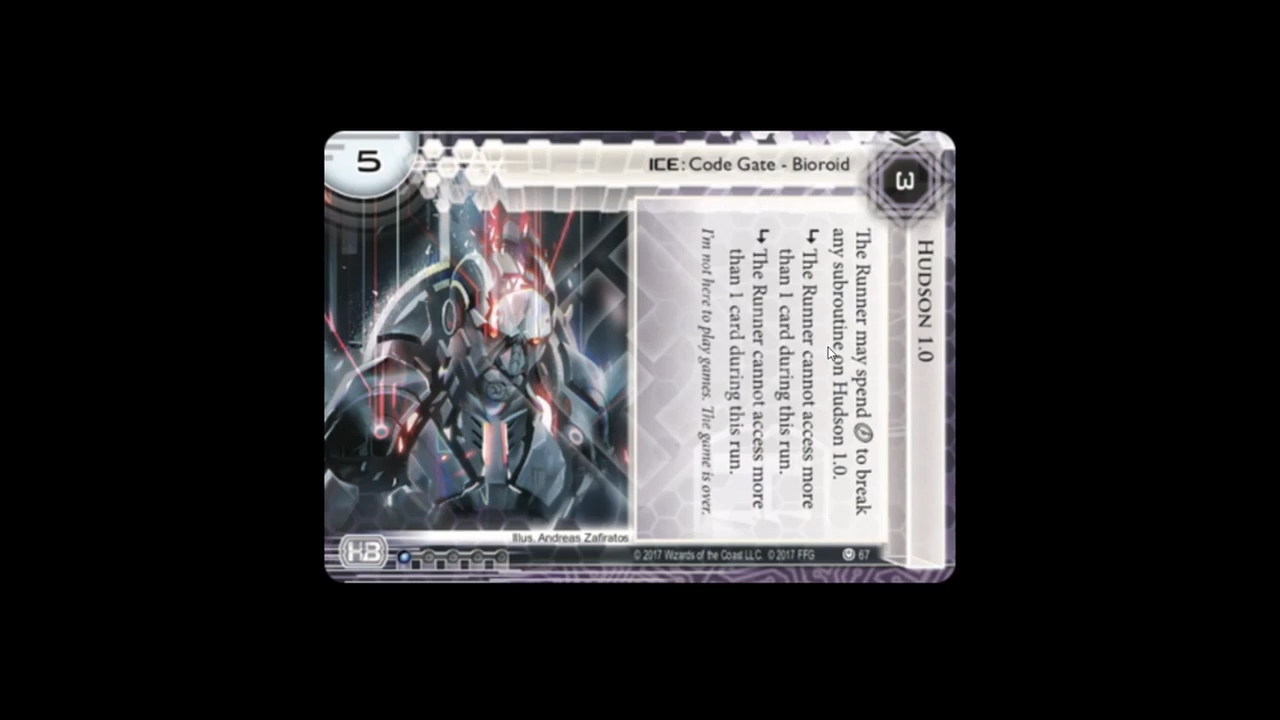 HUDSON 1.0
3
ICE: Code Gate - Bioroid
5
The Runner may spend to break
any subroutine on Hudson 1.0.
↳ The Runner cannot access more
than 1 card during this run.
↳ The Runner cannot access more
than 1 card during this run.
I'm not here to play games. The game is over.
Illus. Andreas Zafiratos
HB
© 2017 Wizards of the Coast LLC. © 2017 FFG
67